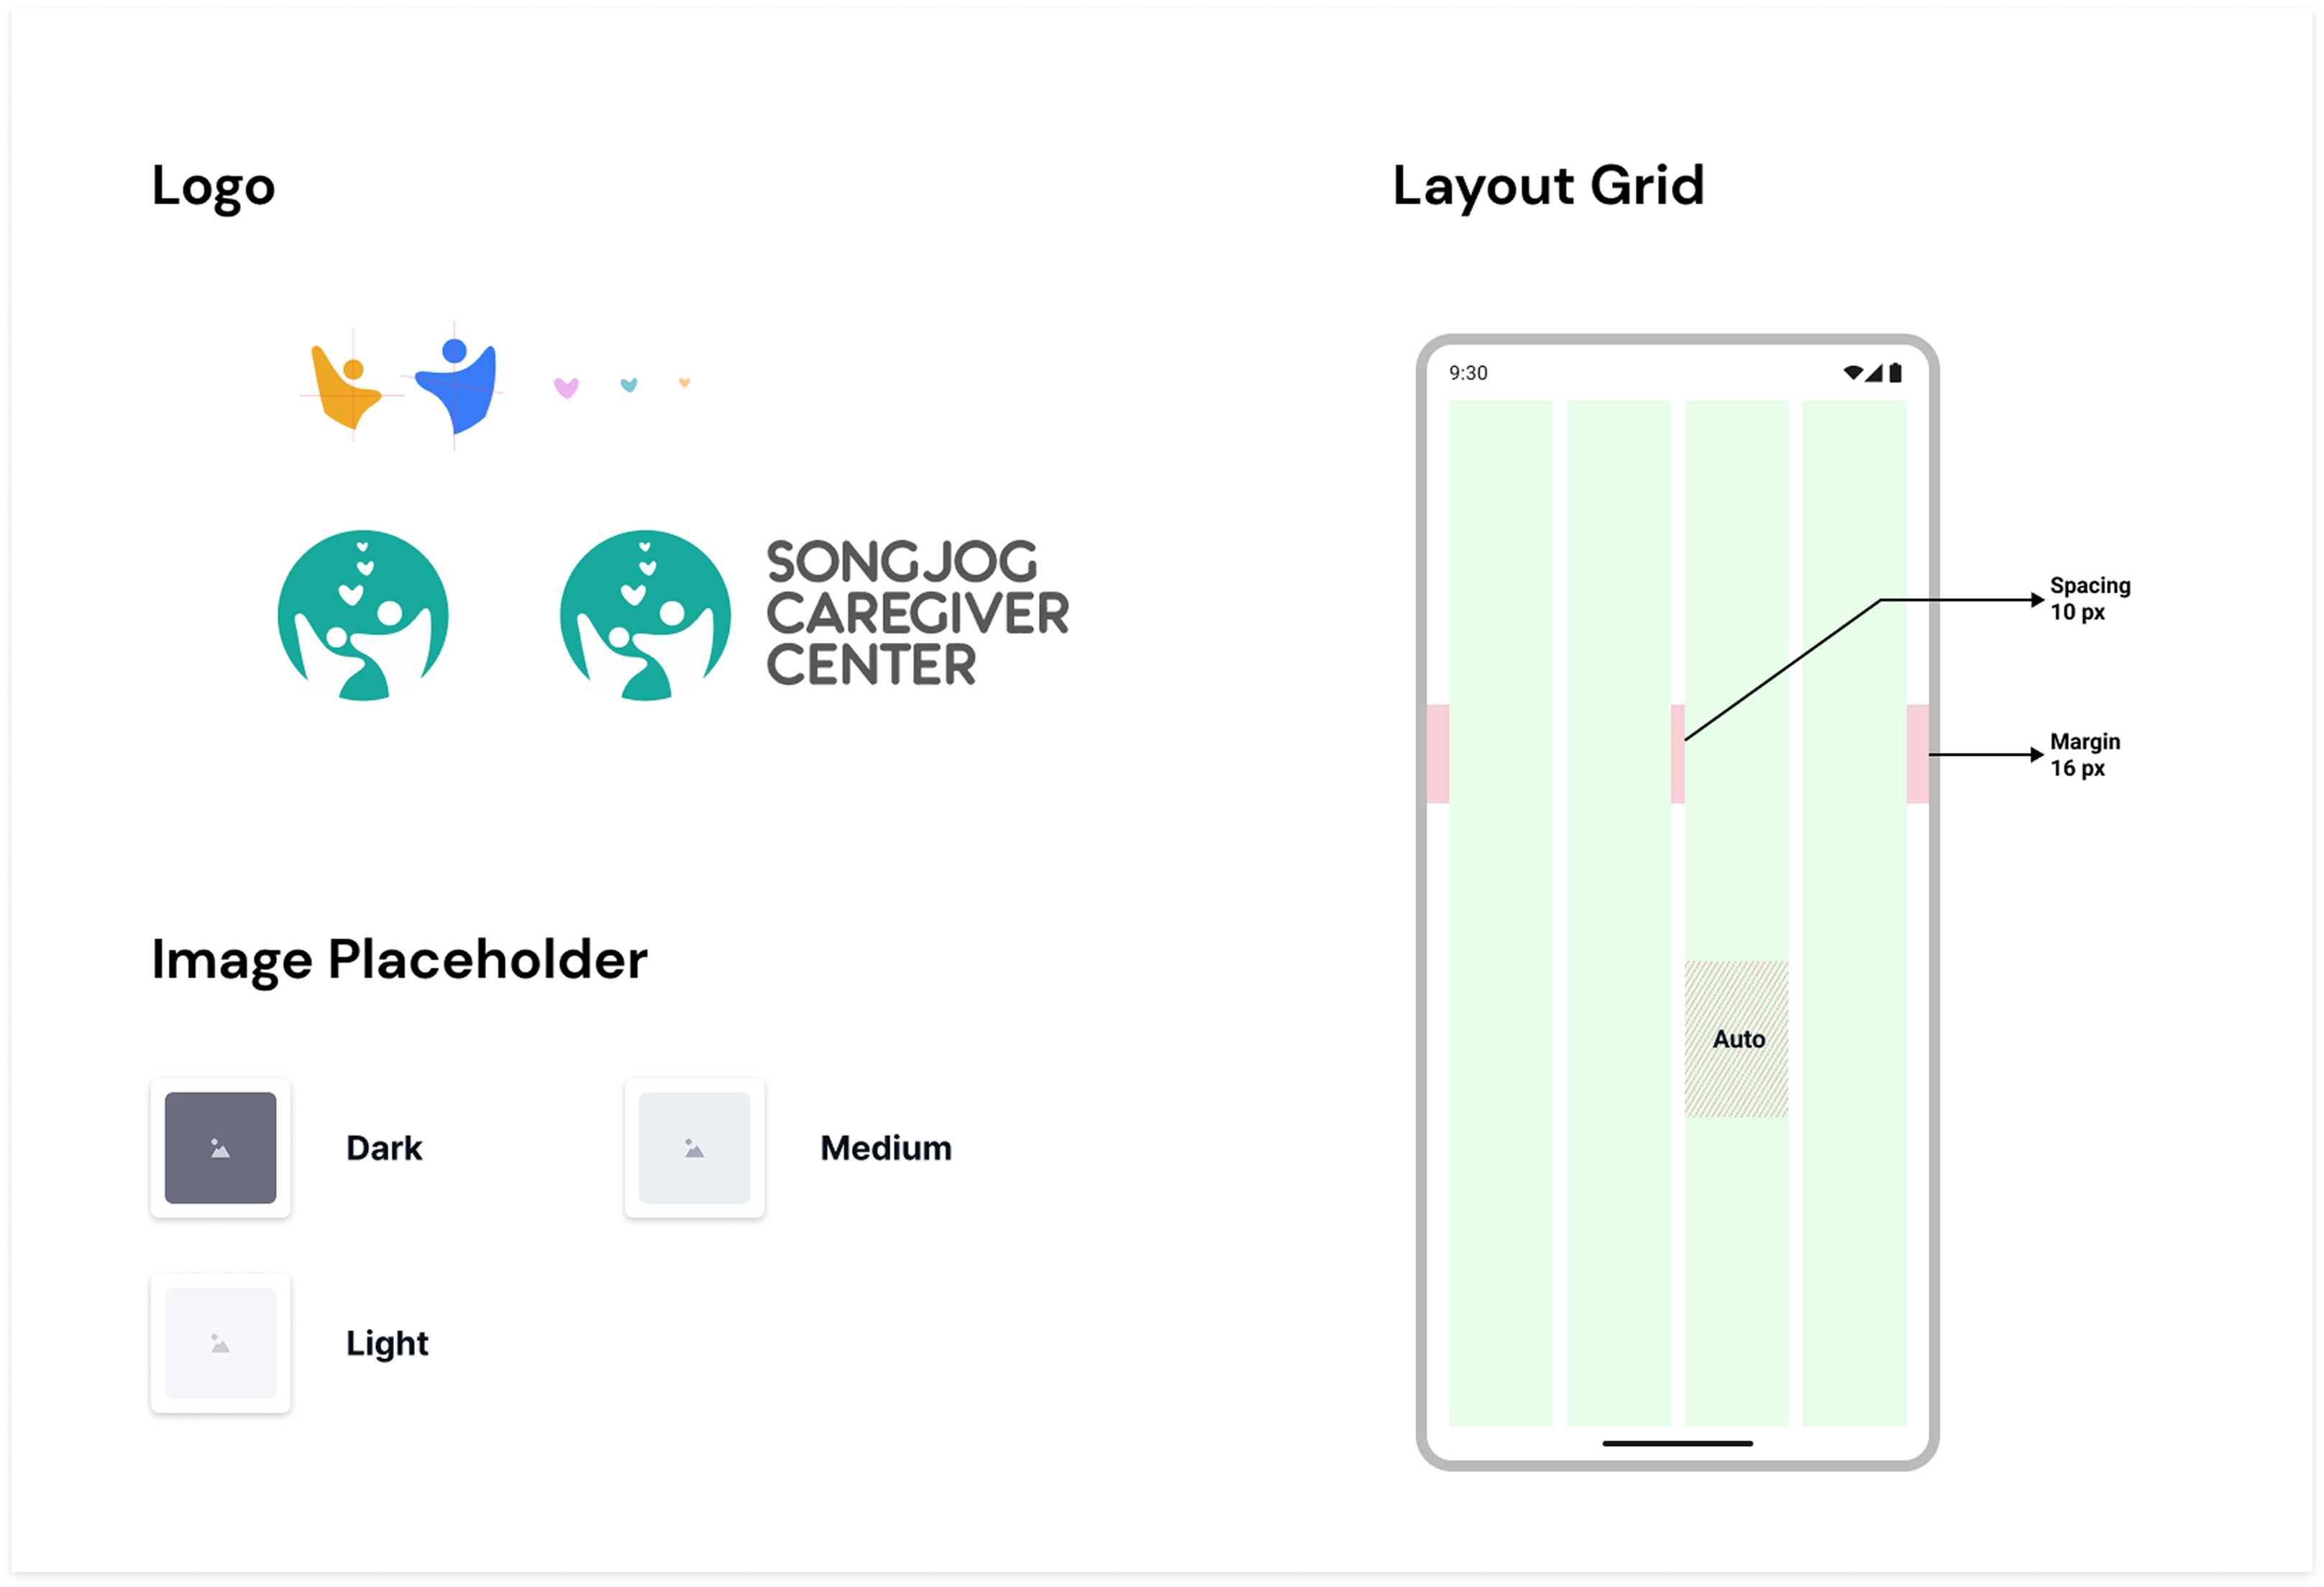 Logo
SONGJOG
CAREGIVER
CENTER
Image Placeholder
Dark
Medium
Light
Layout Grid
9:30
Spacing
10 px
Margin
16 px
Auto